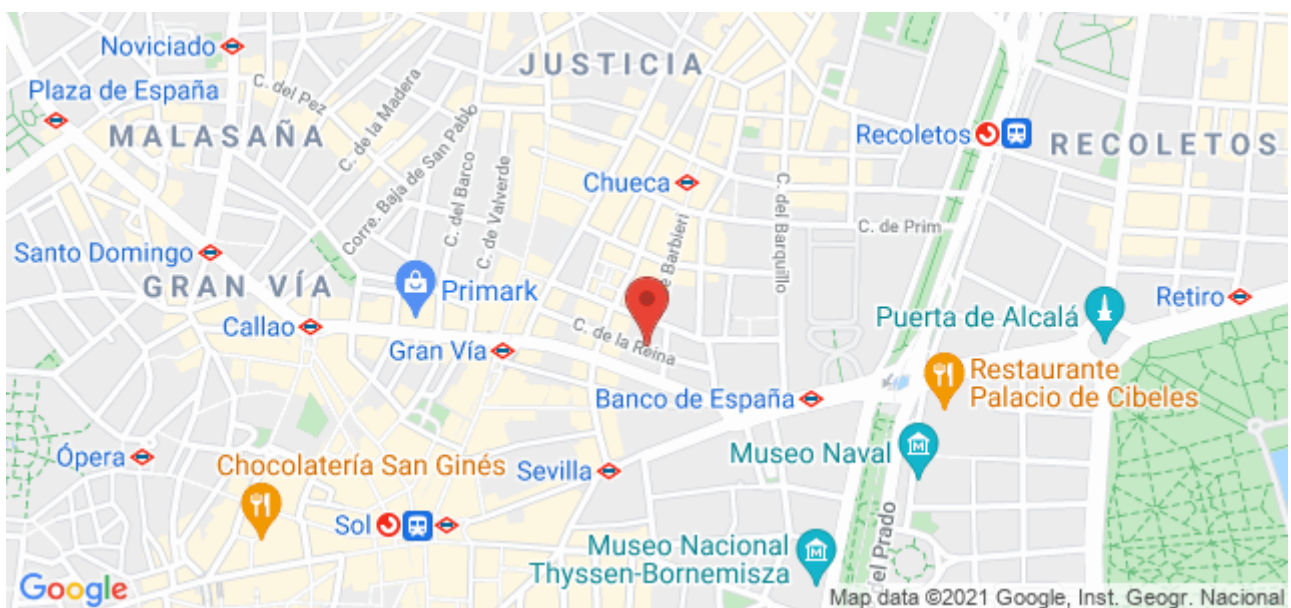 Noviciado
JUSTICIA
Plaza de España
C. del Pez
C. de la Madera
MALASAÑA
Recoletos
RECOLETOS
Corre. Baja de San Pablo
C. del Barco
C. de Valverde
Chueca
C. del Barquillo
C. de Prim
Santo Domingo
e Barbieri
GRAN VÍA
Primark
Retiro
Callao
C. de la Reina
Puerta de Alcalá
Gran Vía
Restaurante
Palacio de Cibeles
Banco de España
Ópera
Chocolatería San Ginés
Sevilla
Museo Naval
Sol
Museo Nacional
Thyssen-Bornemisza
el Prado
Google
Map data ©2021 Google, Inst. Geogr. Nacional